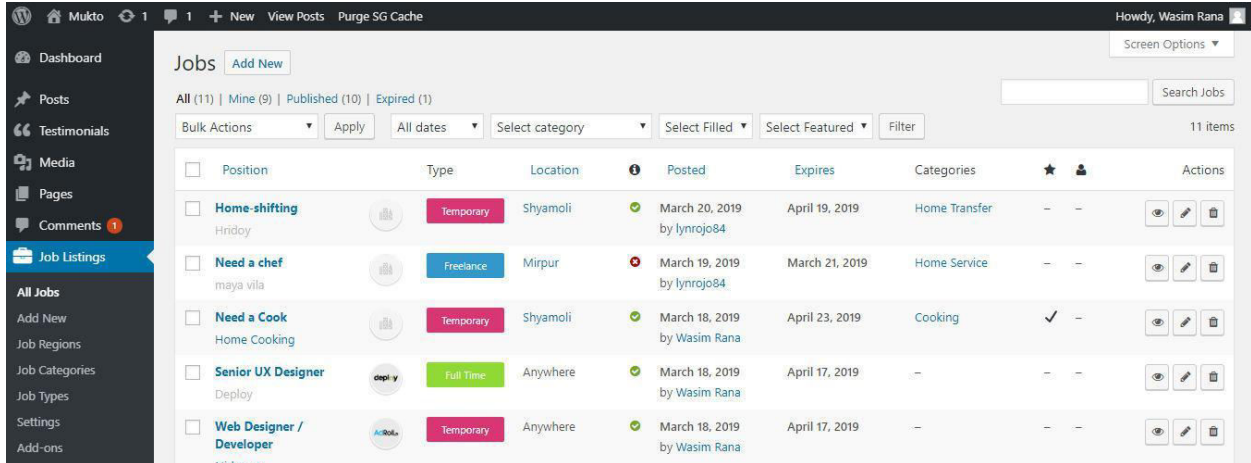 Mukto 1 1 New View Posts Purge SG Cache Howdy, Wasim Rana
Screen Options ▼
Dashboard
Posts
Testimonials
Media
Pages
Comments 1
Job Listings
All Jobs
Add New
Job Regions
Job Categories
Job Types
Settings
Add-ons
Jobs Add New
All (11) | Mine (9) | Published (10) | Expired (1)
Search Jobs
Bulk Actions Apply All dates Select category Select Filled Select Featured Filter 11 items
Position Type Location Posted Expires Categories Actions
Home-shifting Temporary Shyamoli March 20, 2019 April 19, 2019 Home Transfer – –
Hridoy by lynrojo84
Need a chef Freelance Mirpur March 19, 2019 March 21, 2019 Home Service – –
maya vila by lynrojo84
Need a Cook Temporary Shyamoli March 18, 2019 April 23, 2019 Cooking –
Home Cooking by Wasim Rana
Senior UX Designer deploy Full Time Anywhere March 18, 2019 April 17, 2019 – – –
Deploy by Wasim Rana
Web Designer / AdRoll Temporary Anywhere March 18, 2019 April 17, 2019 – – –
Developer by Wasim Rana